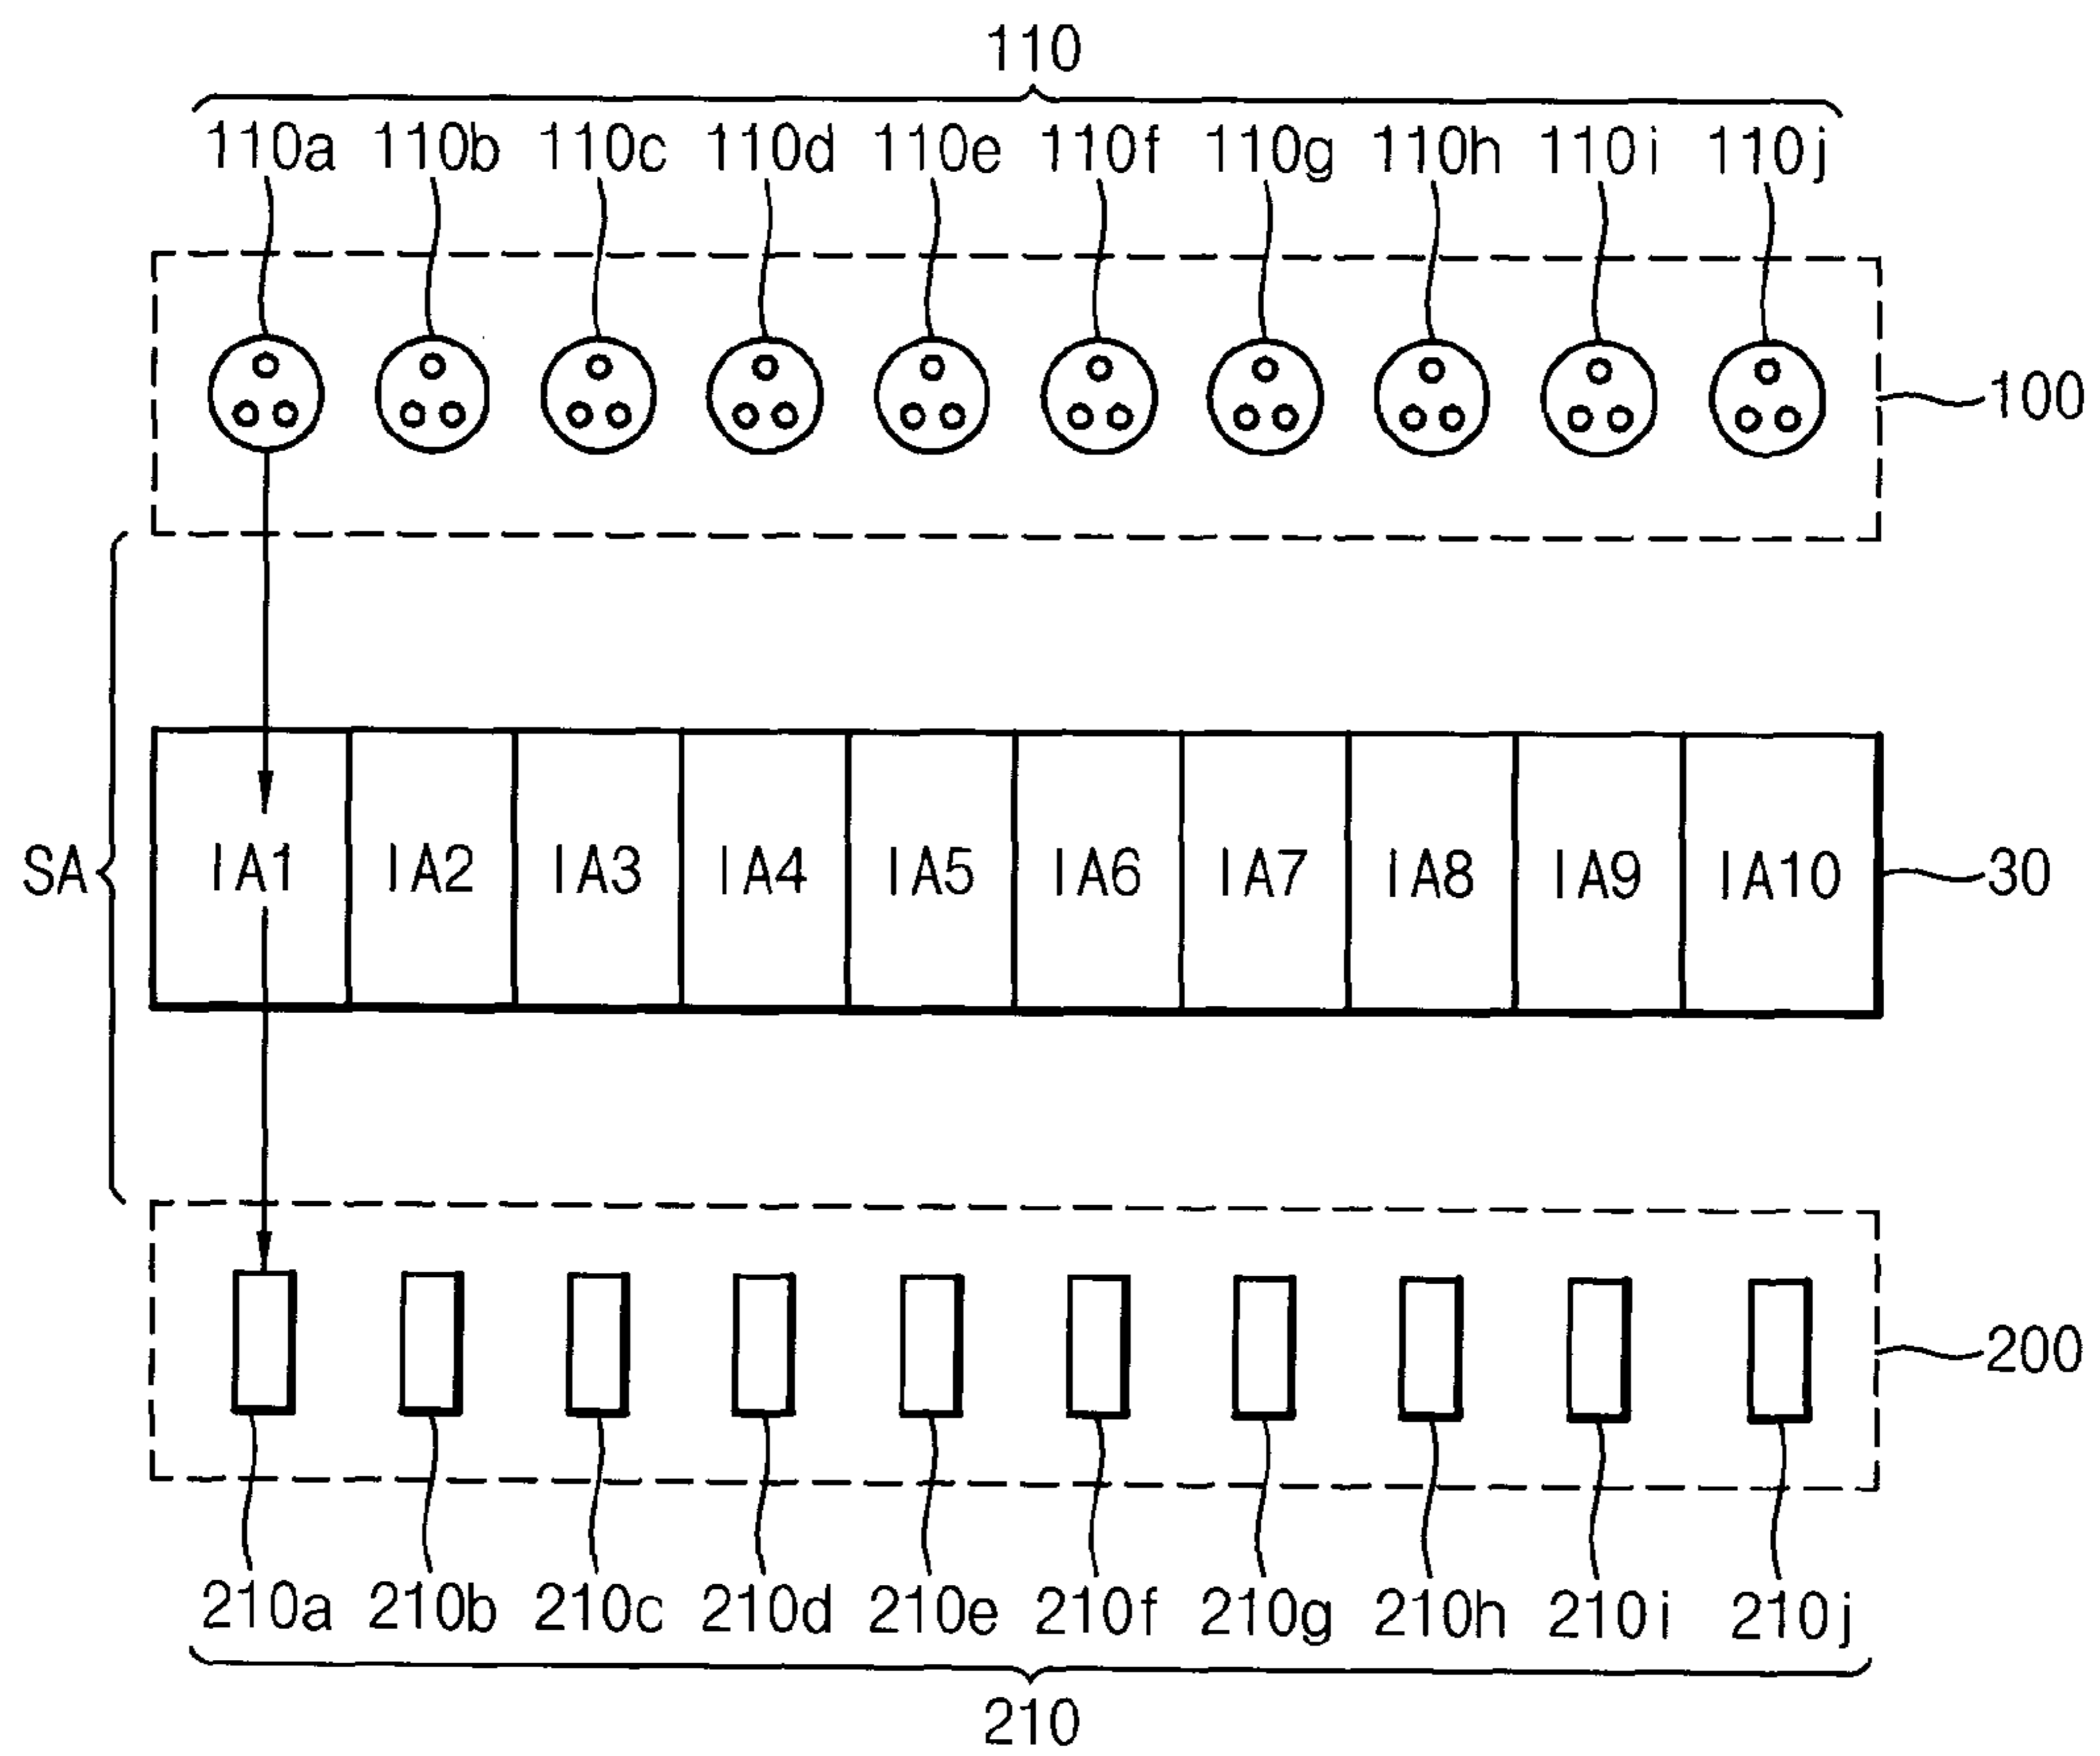 110
110a 110b 110c 110d 110e 110f 110g 110h 110i 110j
100
SA IA1 IA2 IA3 IA4 IA5 IA6 IA7 IA8 IA9 IA10 30
200
210a 210b 210c 210d 210e 210f 210g 210h 210i 210j
210